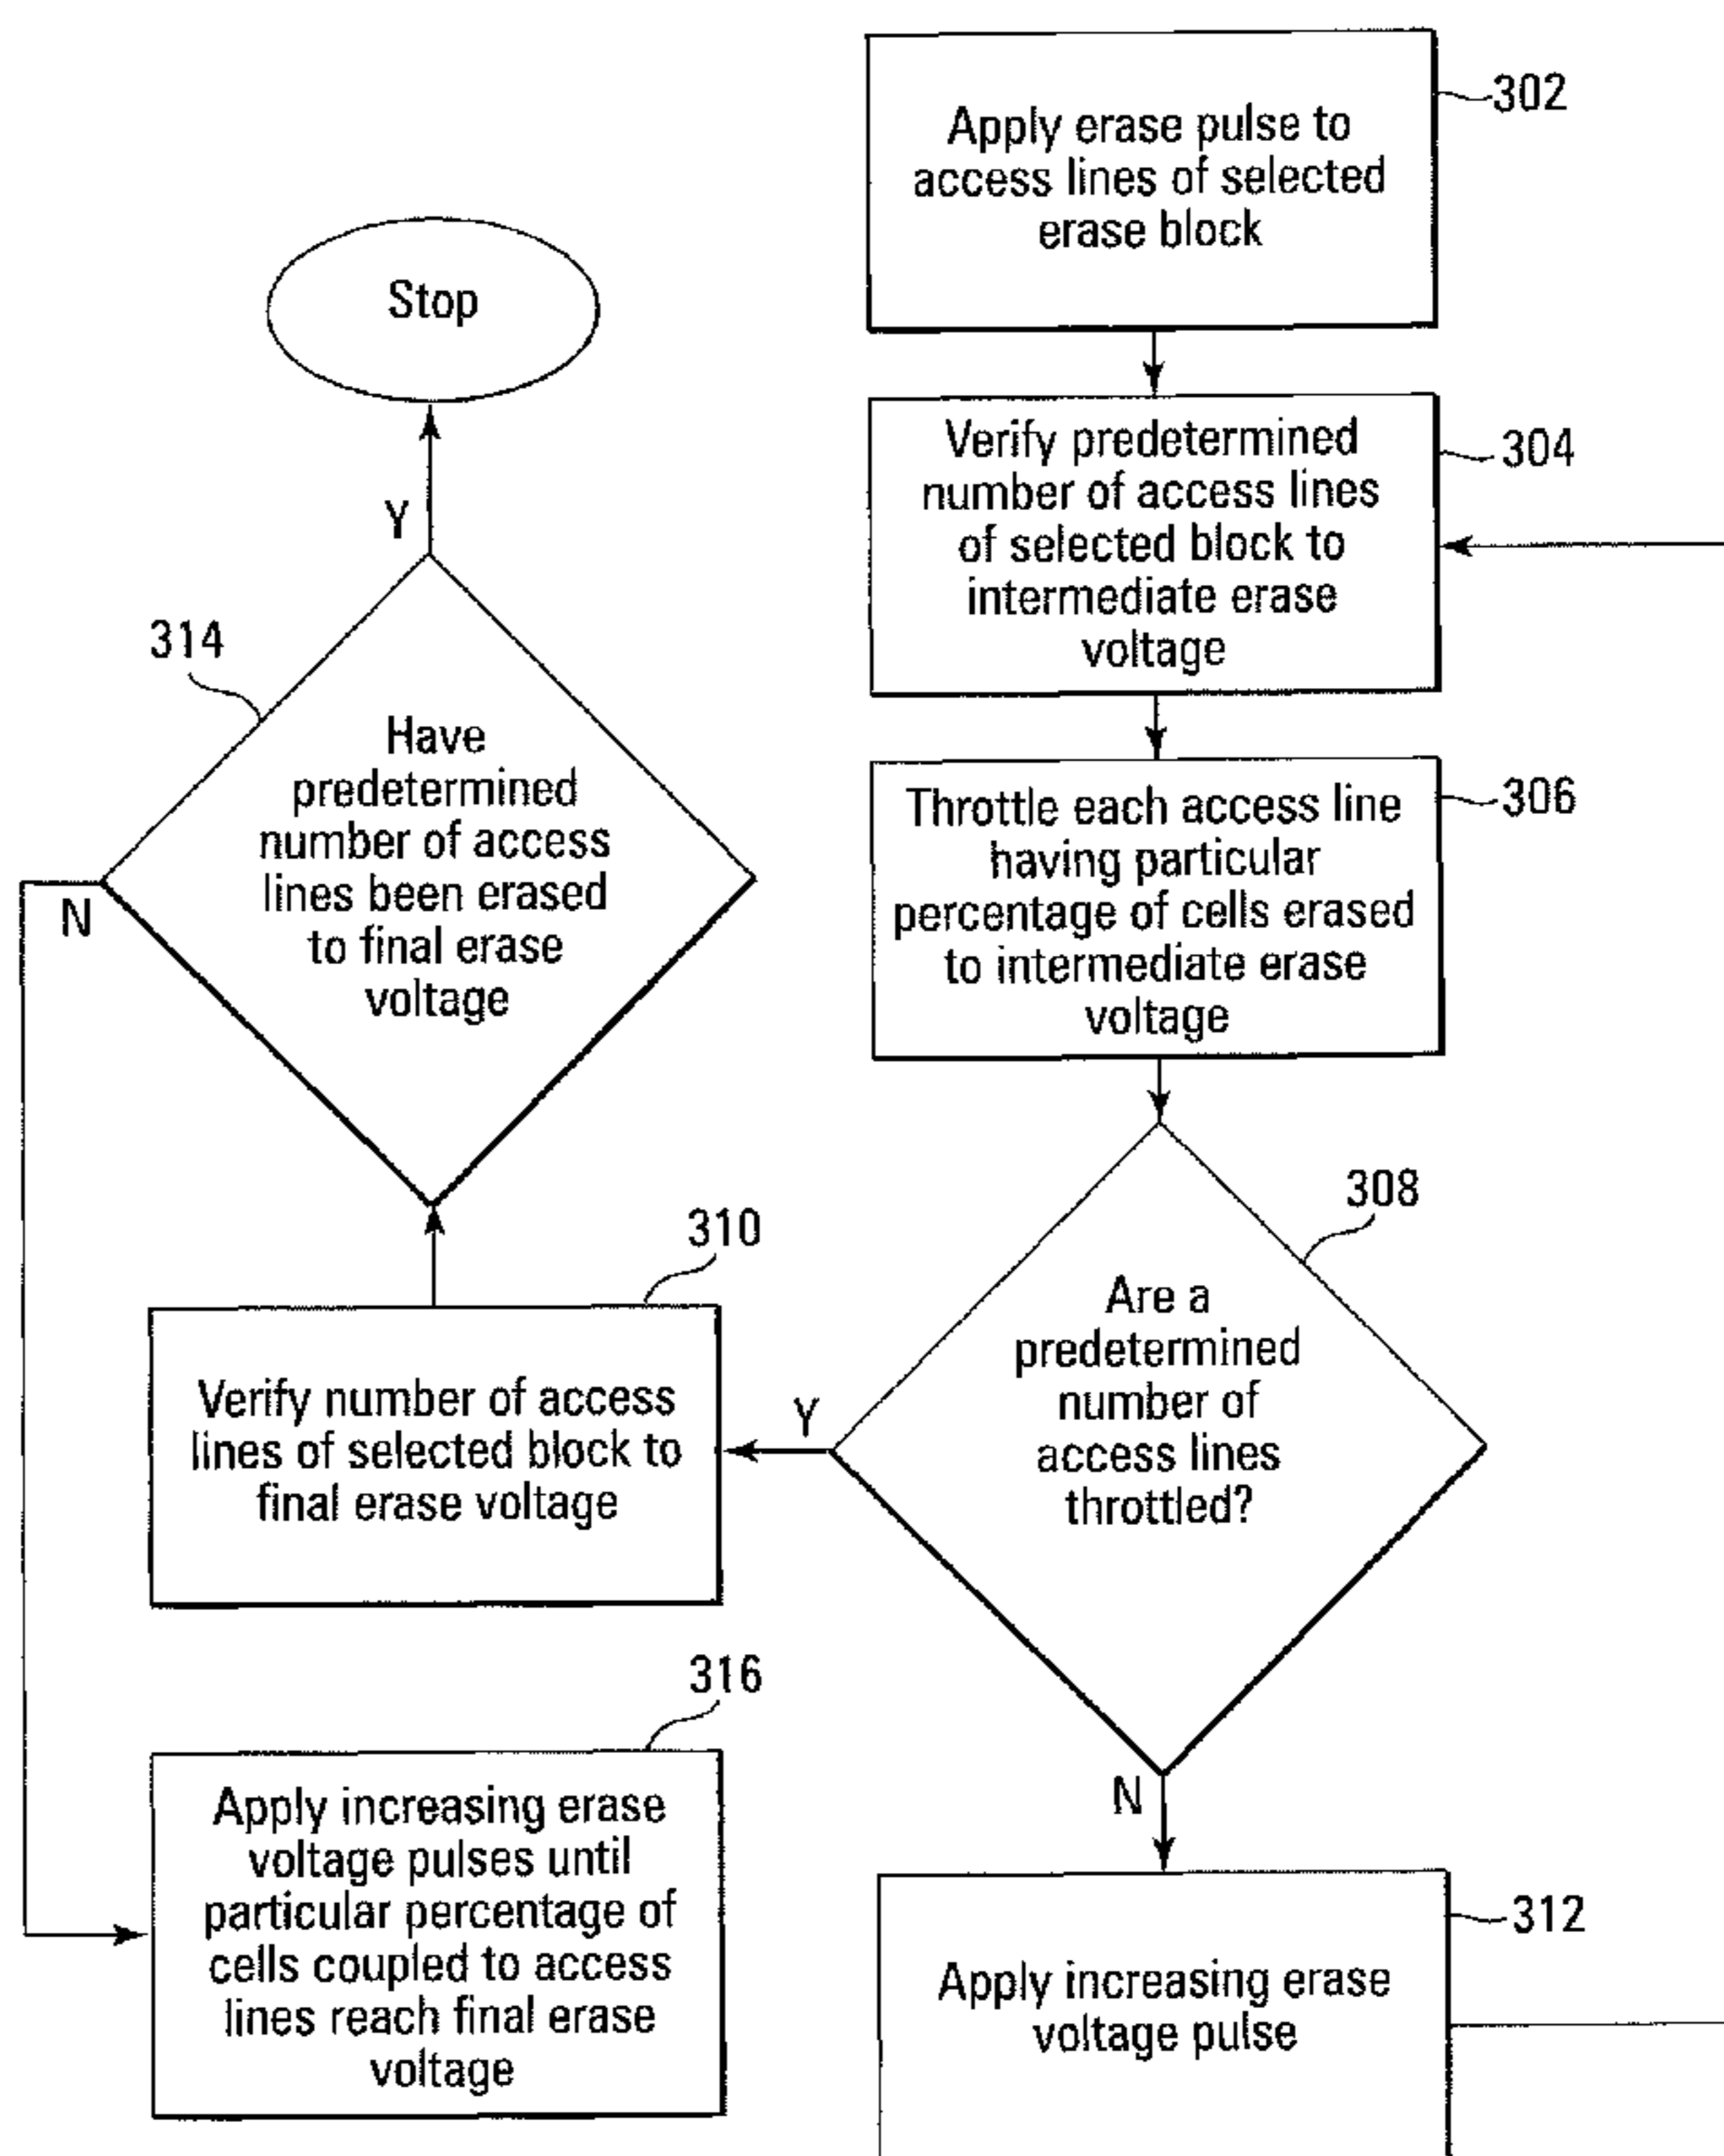 302
Apply erase pulse to
access lines of selected
erase block
304
Verify predetermined
number of access lines
of selected block to
intermediate erase
voltage
306
Throttle each access line
having particular
percentage of cells erased
to intermediate erase
voltage
308
Are a
predetermined
number of
access lines
throttled?
Y
N
310
Verify number of access
lines of selected block to
final erase voltage
312
Apply increasing erase
voltage pulse
314
Have
predetermined
number of access
lines been erased
to final erase
voltage
Y
N
Stop
316
Apply increasing erase
voltage pulses until
particular percentage of
cells coupled to access
lines reach final erase
voltage